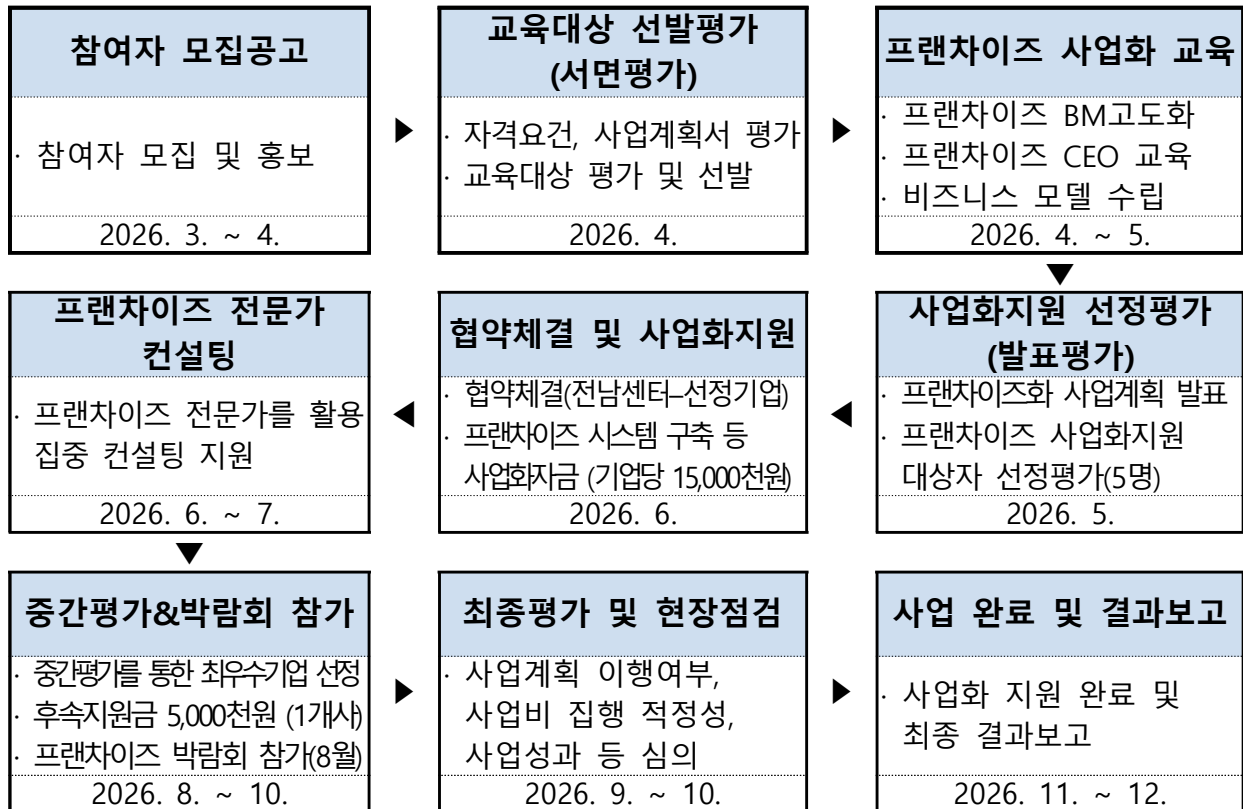 참여자 모집공고
· 참여자 모집 및 홍보
2026. 3. ~ 4.
▶
교육대상 선발평가
(서면평가)
· 자격요건, 사업계획서 평가
· 교육대상 평가 및 선발
2026. 4.
▶
프랜차이즈 사업화 교육
· 프랜차이즈 BM고도화
· 프랜차이즈 CEO 교육
· 비즈니스 모델 수립
2026. 4. ~ 5.
▼
사업화지원 선정평가
(발표평가)
· 프랜차이즈화 사업계획 발표
· 프랜차이즈 사업화지원
대상자 선정평가(5명)
2026. 5.
◀
협약체결 및 사업화지원
· 협약체결(전남센터–선정기업)
· 프랜차이즈 시스템 구축 등
사업화자금 (기업당 15,000천원)
2026. 6.
◀
프랜차이즈 전문가
컨설팅
· 프랜차이즈 전문가를 활용
집중 컨설팅 지원
2026. 6. ~ 7.
▼
중간평가&박람회 참가
· 중간평가를 통한 최우수기업 선정
· 후속지원금 5,000천원 (1개사)
· 프랜차이즈 박람회 참가(8월)
2026. 8. ~ 10.
▶
최종평가 및 현장점검
· 사업계획 이행여부,
사업비 집행 적정성,
사업성과 등 심의
2026. 9. ~ 10.
▶
사업 완료 및 결과보고
· 사업화 지원 완료 및
최종 결과보고
2026. 11. ~ 12.